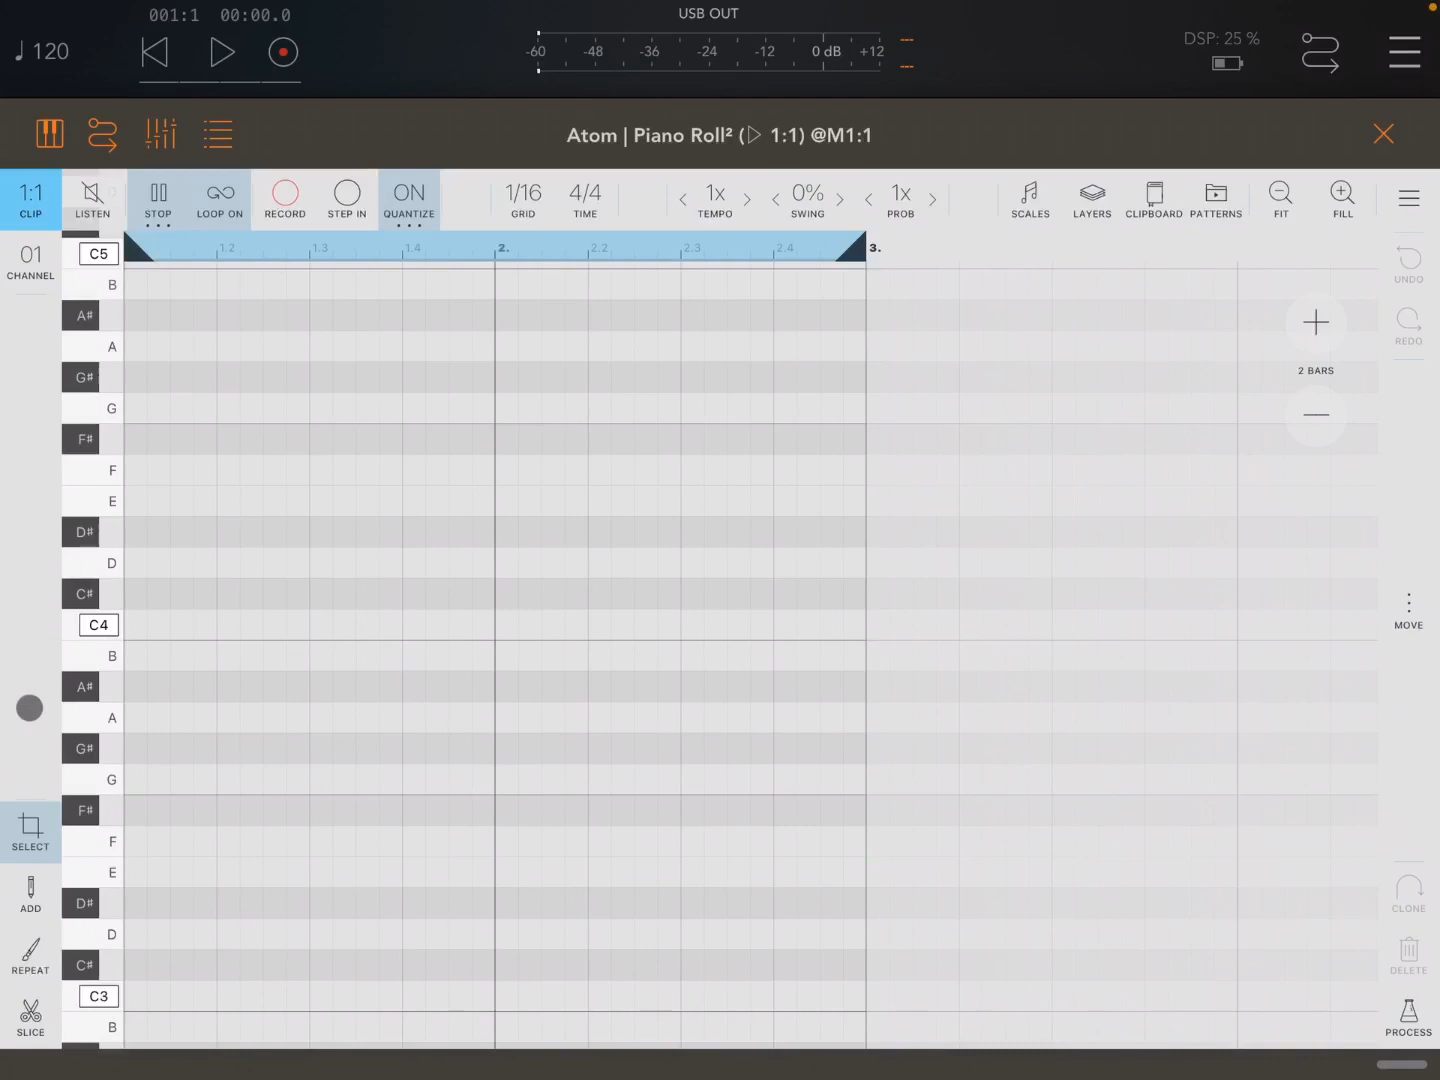 001:1 00:00.0
USB OUT
♩120
-60 -48 -36 -24 -12 0 dB +12
DSP: 25 %
Atom | Piano Roll² (▷ 1:1) @M1:1
1:1
CLIP
LISTEN
STOP
LOOP ON
RECORD
STEP IN
ON
QUANTIZE
1/16
GRID
4/4
TIME
< 1x >
TEMPO
< 0% >
SWING
< 1x >
PROB
SCALES
LAYERS
CLIPBOARD
PATTERNS
FIT
FILL
01
CHANNEL
1.2 1.3 1.4 2. 2.2 2.3 2.4 3.
C5
B
A#
A
G#
G
F#
F
E
D#
D
C#
C4
B
A#
A
G#
G
F#
F
E
D#
D
C#
C3
B
2 BARS
UNDO
REDO
MOVE
SELECT
ADD
REPEAT
SLICE
CLONE
DELETE
PROCESS